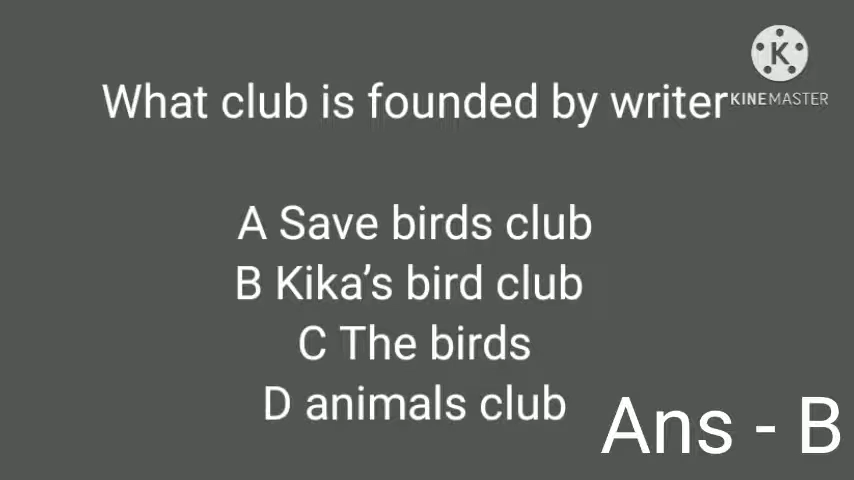 What club is founded by writer
K
KINEMASTER
A Save birds club
B Kika’s bird club
C The birds
D animals club
Ans - B